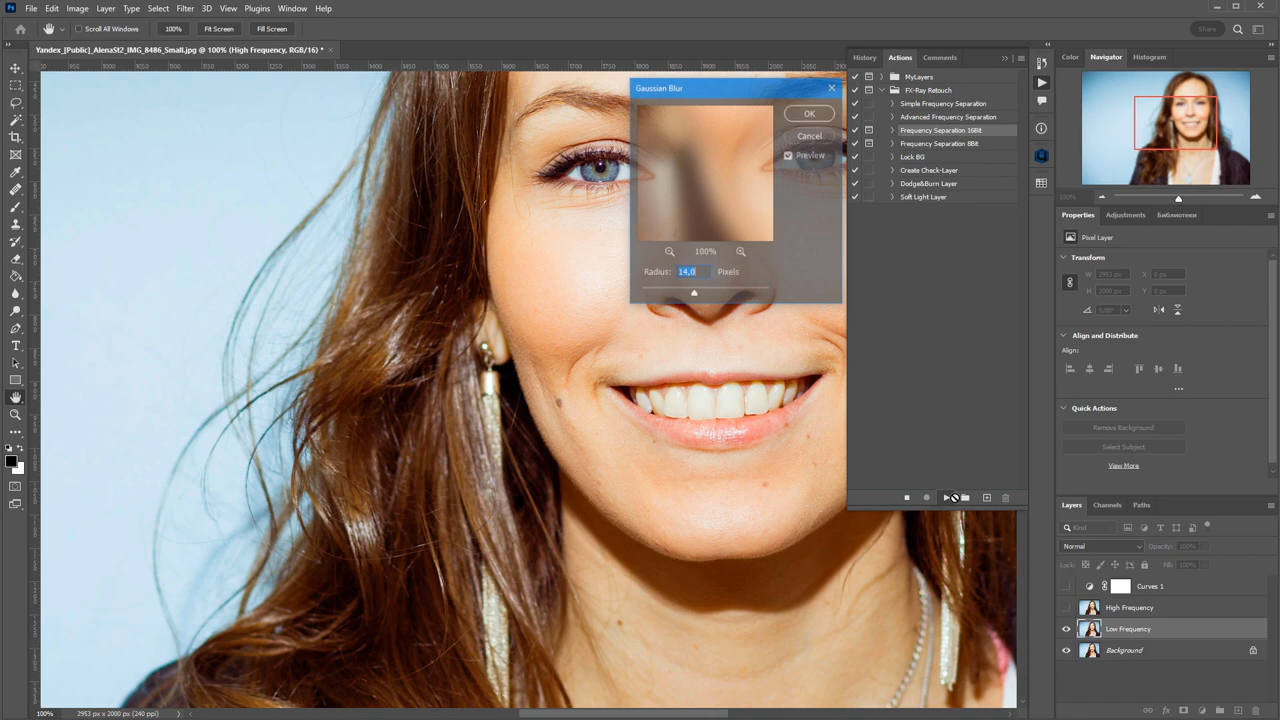 Ps File Edit Image Layer Type Select Filter 3D View Plugins Window Help
Scroll All Windows 100% Fit Screen Fill Screen Share
Yandex_[Public]_AlenaSt2_IMG_8486_Small.jpg @ 100% (High Frequency, RGB/16) *
Gaussian Blur
OK
Cancel
Preview
100%
Radius: 14,0 Pixels
History Actions Comments
MyLayers
FX-Ray Retouch
Simple Frequency Separation
Advanced Frequency Separation
Frequency Separation 16Bit
Frequency Separation 8Bit
Lock BG
Create Check-Layer
Dodge&Burn Layer
Soft Light Layer
Color Navigator Histogram
100%
Properties Adjustments Библиотеки
Pixel Layer
Transform
W 2953 px X 0 px
H 2000 px Y 0 px
0,00°
Align and Distribute
Align:
Quick Actions
Remove Background
Select Subject
View More
Layers Channels Paths
Kind
Normal Opacity: 100%
Lock: Fill: 100%
Curves 1
High Frequency
Low Frequency
Background
100% 2953 px x 2000 px (240 ppi)